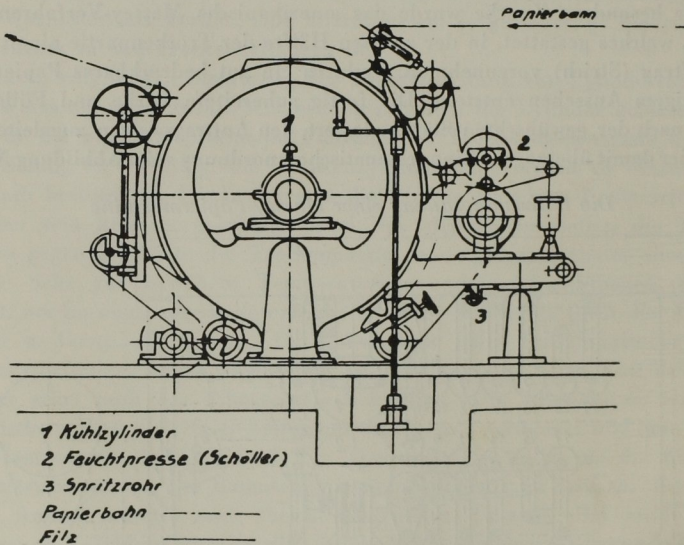 Papierbahn
1
2
3
1 Kühlzylinder
2 Feuchtpresse (Schöller)
3 Spritzrohr
Papierbahn
Filz